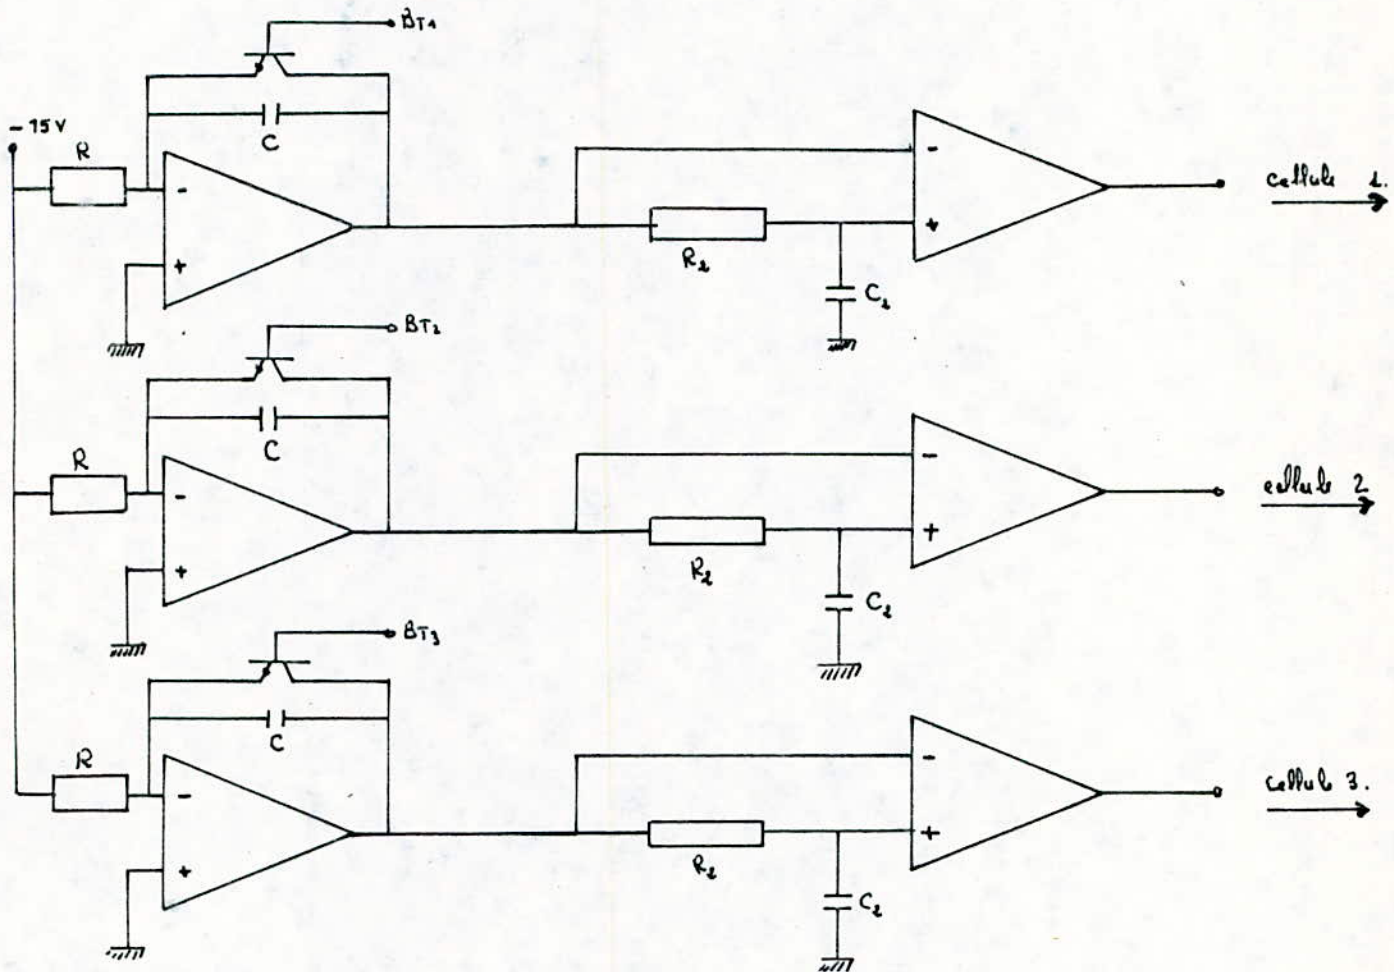 BT1
- 15V
R
C
-
+
-
+
R2
C2
cellule 1.
BT2
R
C
-
+
-
+
R2
C2
cellule 2
BT3
R
C
-
+
-
+
R2
C2
cellule 3.